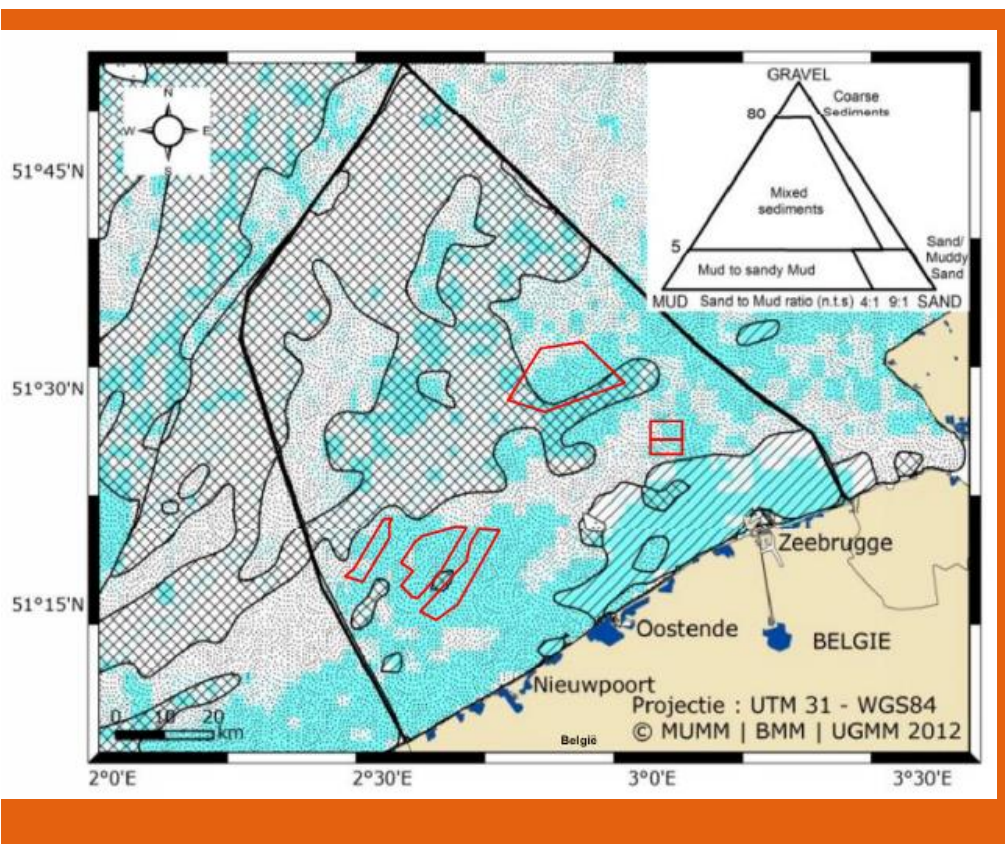 N
W
E
S
GRAVEL
Coarse
Sediments
80
Mixed
sediments
5
Sand/
Muddy
Sand
Mud to sandy Mud
MUD Sand to Mud ratio (n.t.s) 4:1 9:1 SAND
51°45'N
51°30'N
51°15'N
Zeebrugge
Oostende
BELGIE
Nieuwpoort
Projectie : UTM 31 - WGS84
© MUMM | BMM | UGMM 2012
België
0 10 20
km
2°0'E
2°30'E
3°0'E
3°30'E